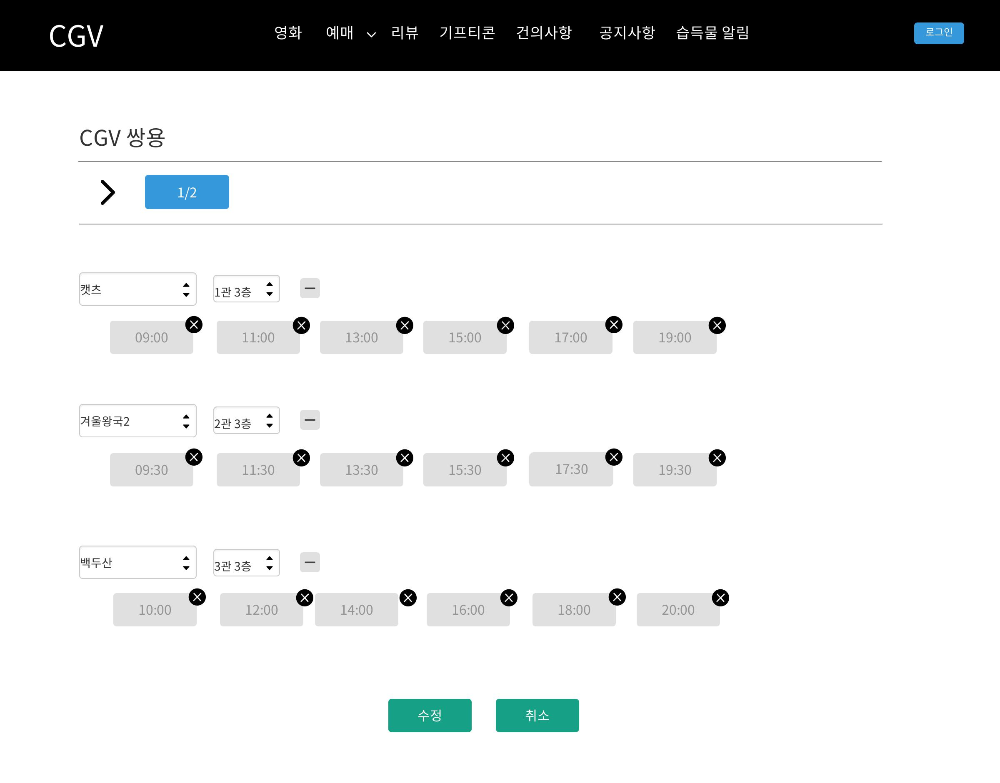 CGV 영화 예매 리뷰 기프티콘 건의사항 공지사항 습득물 알림 로그인
CGV 쌍용
1/2
캣츠 1관 3층
09:00 11:00 13:00 15:00 17:00 19:00
겨울왕국2 2관 3층
09:30 11:30 13:30 15:30 17:30 19:30
백두산 3관 3층
10:00 12:00 14:00 16:00 18:00 20:00
수정 취소